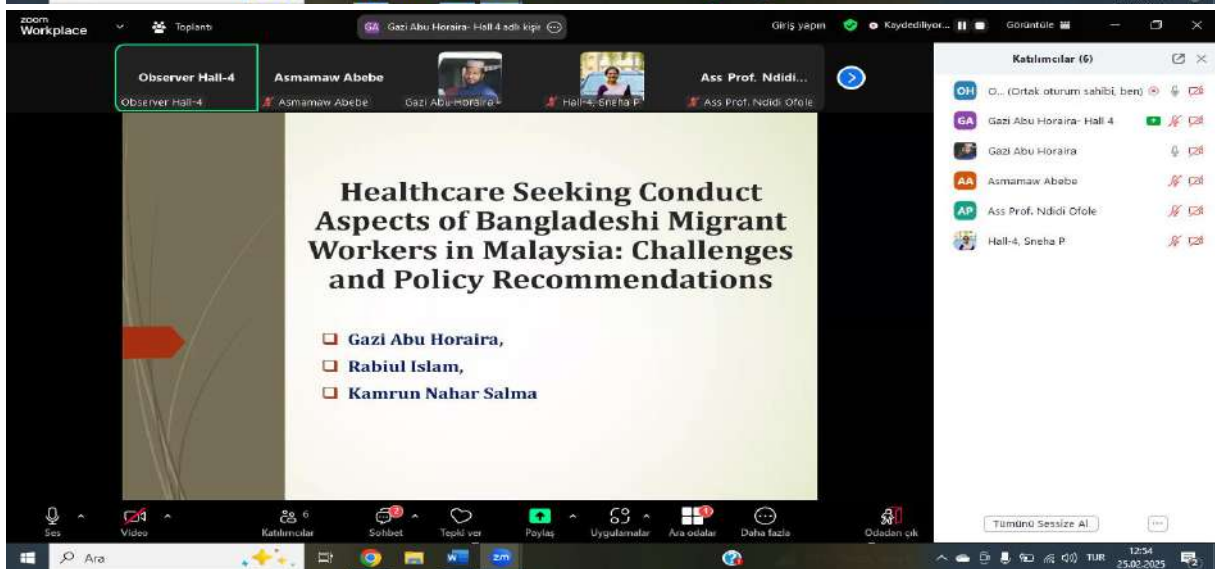 zoom
Workplace
Toplantı
GA Gazi Abu Horaira- Hall 4 adlı kişi
Giriş yapın
Kaydediliyor...
Görüntüle
Observer Hall-4
Observer Hall-4
Asmamaw Abebe
Asmamaw Abebe
Gazi Abu Horaira
Hall-4, Sneha P
Ass Prof. Ndidi...
Ass Prof. Ndidi Ofole
Healthcare Seeking Conduct
Aspects of Bangladeshi Migrant
Workers in Malaysia: Challenges
and Policy Recommendations
Gazi Abu Horaira,
Rabiul Islam,
Kamrun Nahar Salma
Katılımcılar (6)
OH O... (Ortak oturum sahibi, ben)
GA Gazi Abu Horaira- Hall 4
Gazi Abu Horaira
AA Asmamaw Abebe
AP Ass Prof. Ndidi Ofole
Hall-4, Sneha P
Tümünü Sessize Al
Ses
Video
6
Katılımcılar
2
Sohbet
Tepki ver
Paylaş
Uygulamalar
1
Ara odalar
Daha fazla
Odadan çık
Ara
W
zm
TUR
12:54
25.02.2025
2